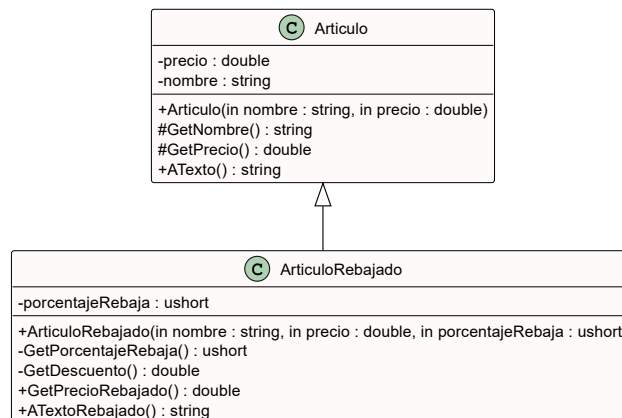 C Articulo
-precio : double
-nombre : string
+Articulo(in nombre : string, in precio : double)
#GetNombre() : string
#GetPrecio() : double
+ATexto() : string
C ArticuloRebajado
-porcentajeRebaja : ushort
+ArticuloRebajado(in nombre : string, in precio : double, in porcentajeRebaja : ushort
-GetPorcentajeRebaja() : ushort
-GetDescuento() : double
+GetPrecioRebajado() : double
+ATextoRebajado() : string